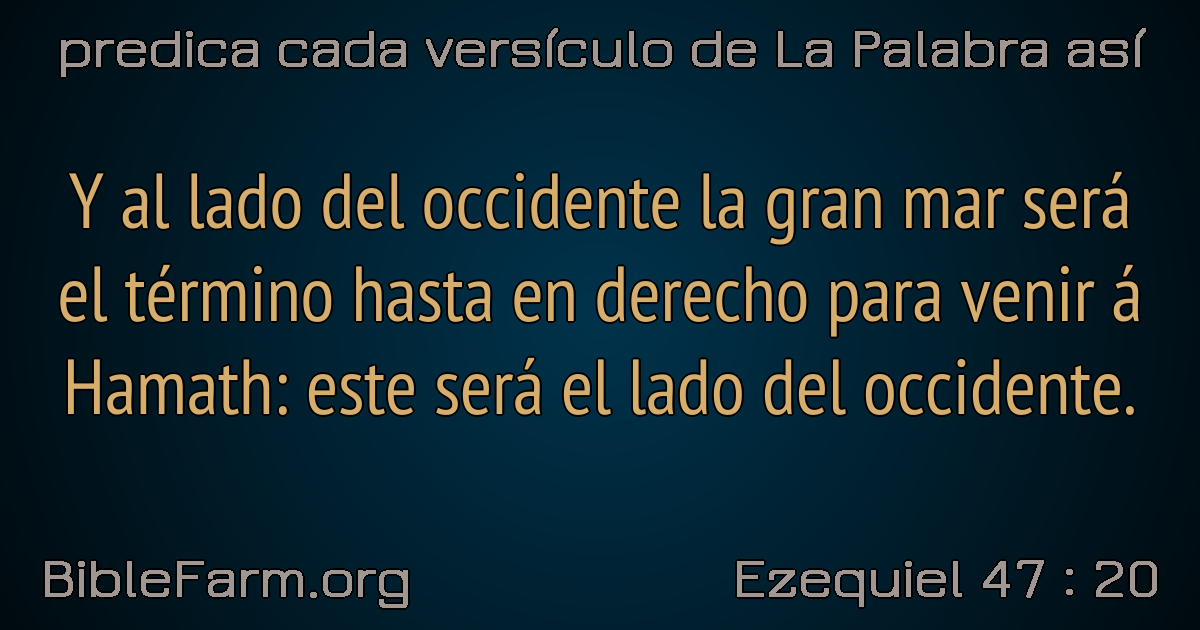 predica cada versículo de La Palabra así
Y al lado del occidente la gran mar será
el término hasta en derecho para venir á
Hamath: este será el lado del occidente.
BibleFarm.org
Ezequiel 47 : 20